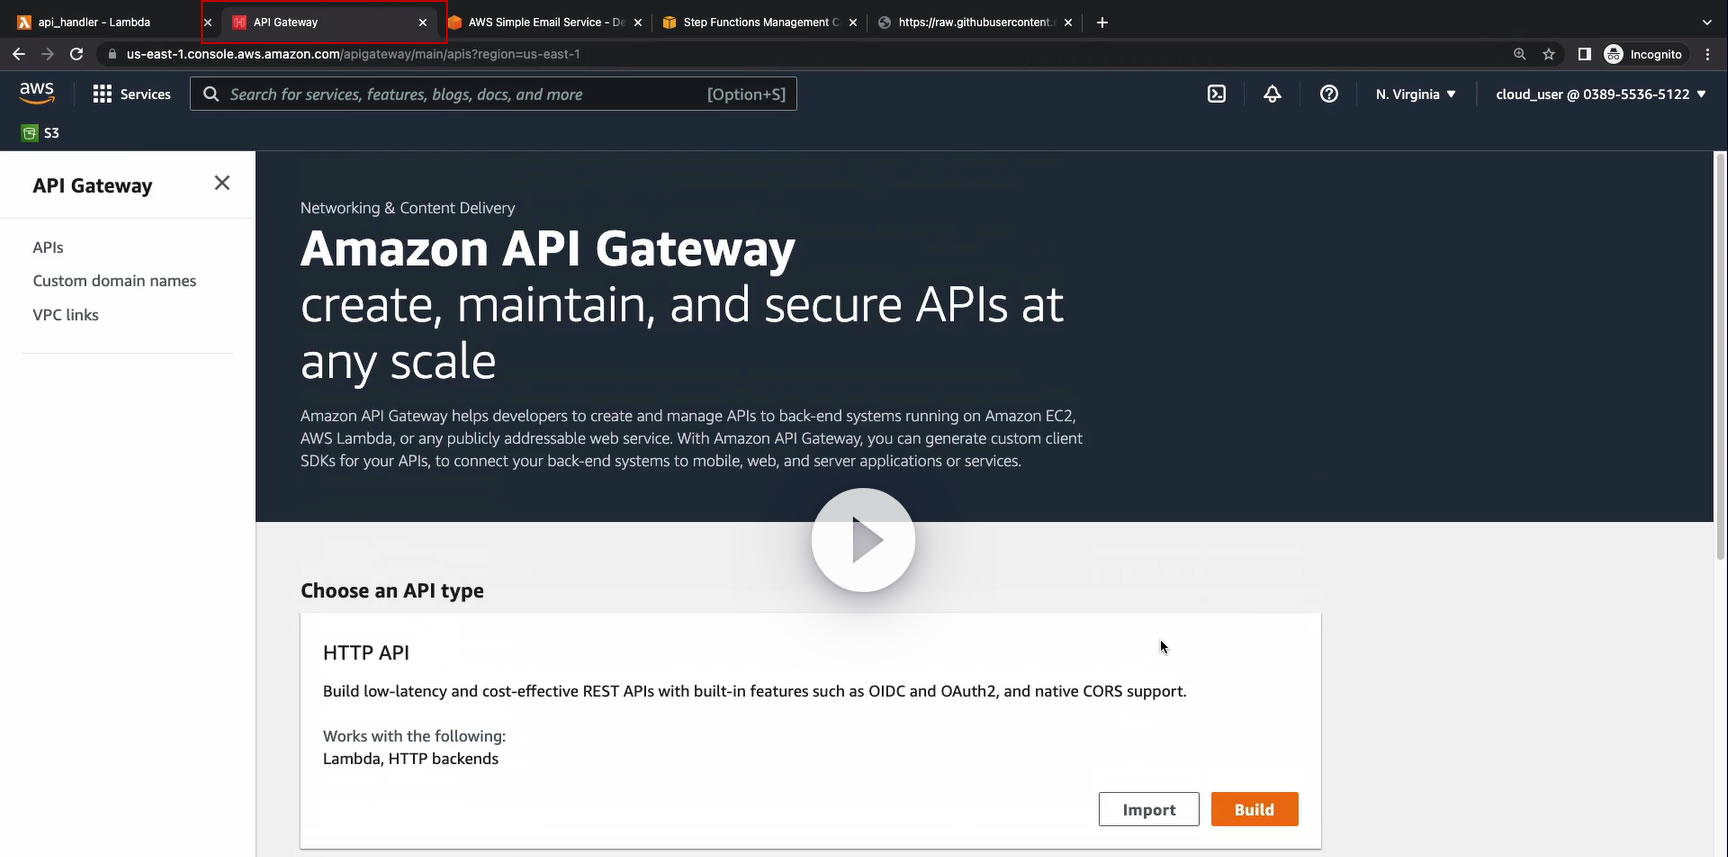 api_handler - Lambda
API Gateway
AWS Simple Email Service - De
Step Functions Management C
https://raw.githubusercontent.c
us-east-1.console.aws.amazon.com/apigateway/main/apis?region=us-east-1
Incognito
aws
Services
Search for services, features, blogs, docs, and more
[Option+S]
N. Virginia
cloud_user @ 0389-5536-5122
S3
API Gateway
APIs
Custom domain names
VPC links
Networking & Content Delivery
Amazon API Gateway
create, maintain, and secure APIs at
any scale
Amazon API Gateway helps developers to create and manage APIs to back-end systems running on Amazon EC2,
AWS Lambda, or any publicly addressable web service. With Amazon API Gateway, you can generate custom client
SDKs for your APIs, to connect your back-end systems to mobile, web, and server applications or services.
Choose an API type
HTTP API
Build low-latency and cost-effective REST APIs with built-in features such as OIDC and OAuth2, and native CORS support.
Works with the following:
Lambda, HTTP backends
Import
Build